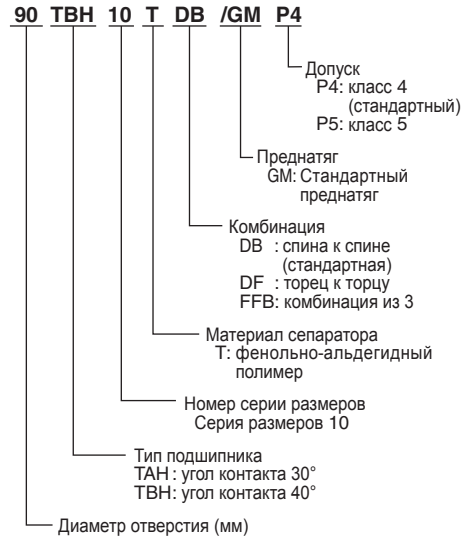 90 TBH 10 T DB /GM P4
Допуск
P4: класс 4
(стандартный)
P5: класс 5
Преднатяг
GM: Стандартный
преднатяг
Комбинация
DB : спина к спине
(стандартная)
DF : торец к торцу
FFB: комбинация из 3
Материал сепаратора
T: фенольно-альдегидный
полимер
Номер серии размеров
Серия размеров 10
Тип подшипника
TAH : угол контакта 30°
TBH : угол контакта 40°
Диаметр отверстия (мм)